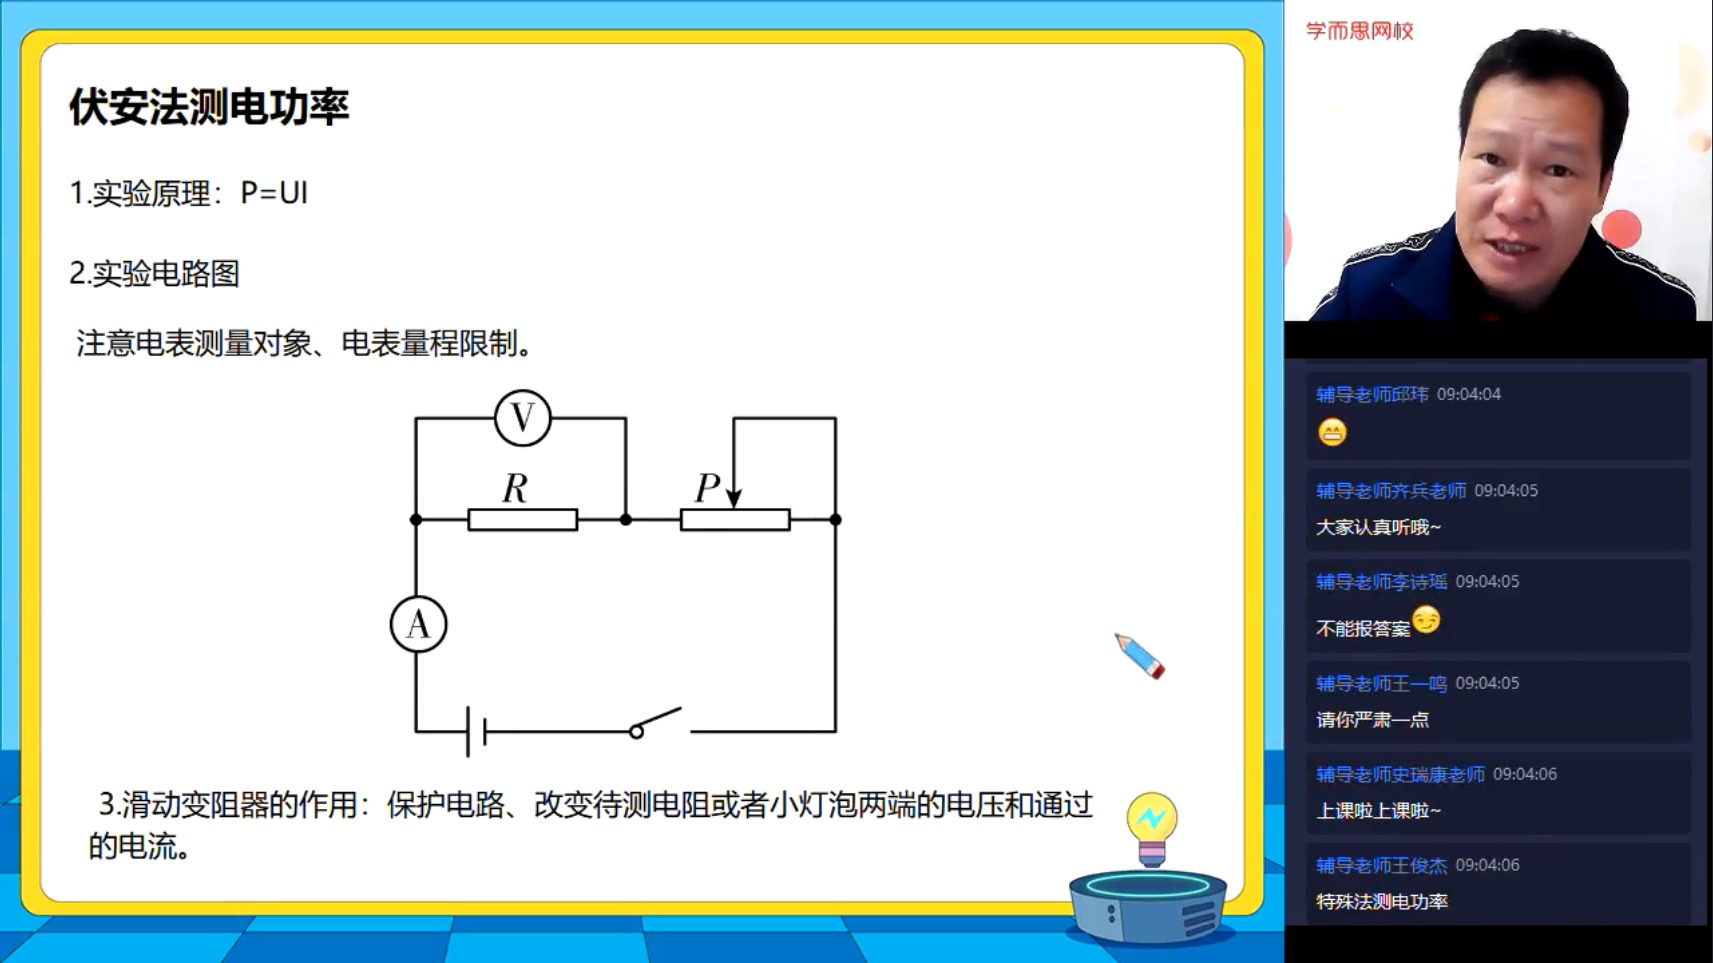 伏安法测电功率
1.实验原理：P=UI
2.实验电路图
注意电表测量对象、电表量程限制。
V
R
P
A
3.滑动变阻器的作用：保护电路、改变待测电阻或者小灯泡两端的电压和通过
的电流。
学而思网校
辅导老师邱玮 09:04:04
辅导老师齐兵老师 09:04:05
大家认真听哦~
辅导老师李诗瑶 09:04:05
不能报答案
辅导老师王一鸣 09:04:05
请你严肃一点
辅导老师史瑞康老师 09:04:06
上课啦上课啦~
辅导老师王俊杰 09:04:06
特殊法测电功率